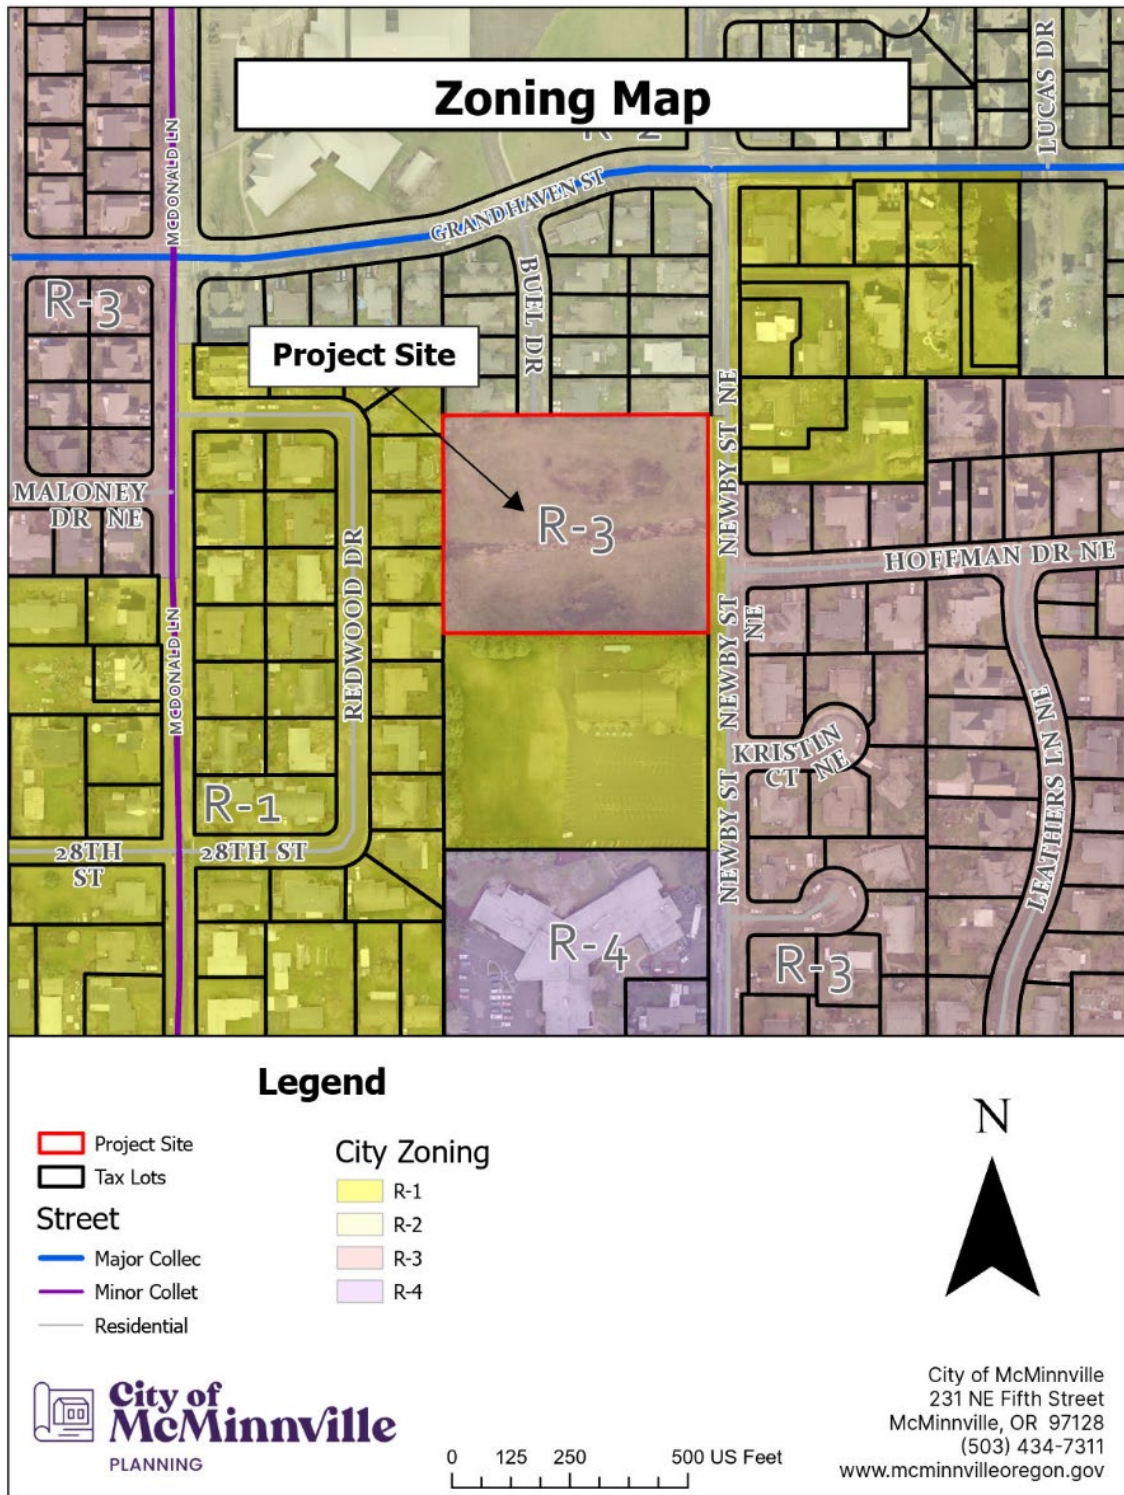 Zoning Map
LUCAS DR
MCDONALD LN
GRANDHAVEN ST
BUEL DR
R-3
Project Site
NEWBY ST NE
MALONEY
DR NE
R-3
REDWOOD DR
HOFFMAN DR NE
NEWBY ST
NE
MCDONALD LN
KRISTIN
CT NE
LEATHERS LN NE
NEWBY ST
R-1
28TH
ST
28TH ST
R-4
R-3
Legend
Project Site
Tax Lots
Street
Major Collec
Minor Collet
Residential
City Zoning
R-1
R-2
R-3
R-4
N
City of
McMinnville
PLANNING
0 125 250 500 US Feet
City of McMinnville
231 NE Fifth Street
McMinnville, OR 97128
(503) 434-7311
www.mcminnvilleoregon.gov